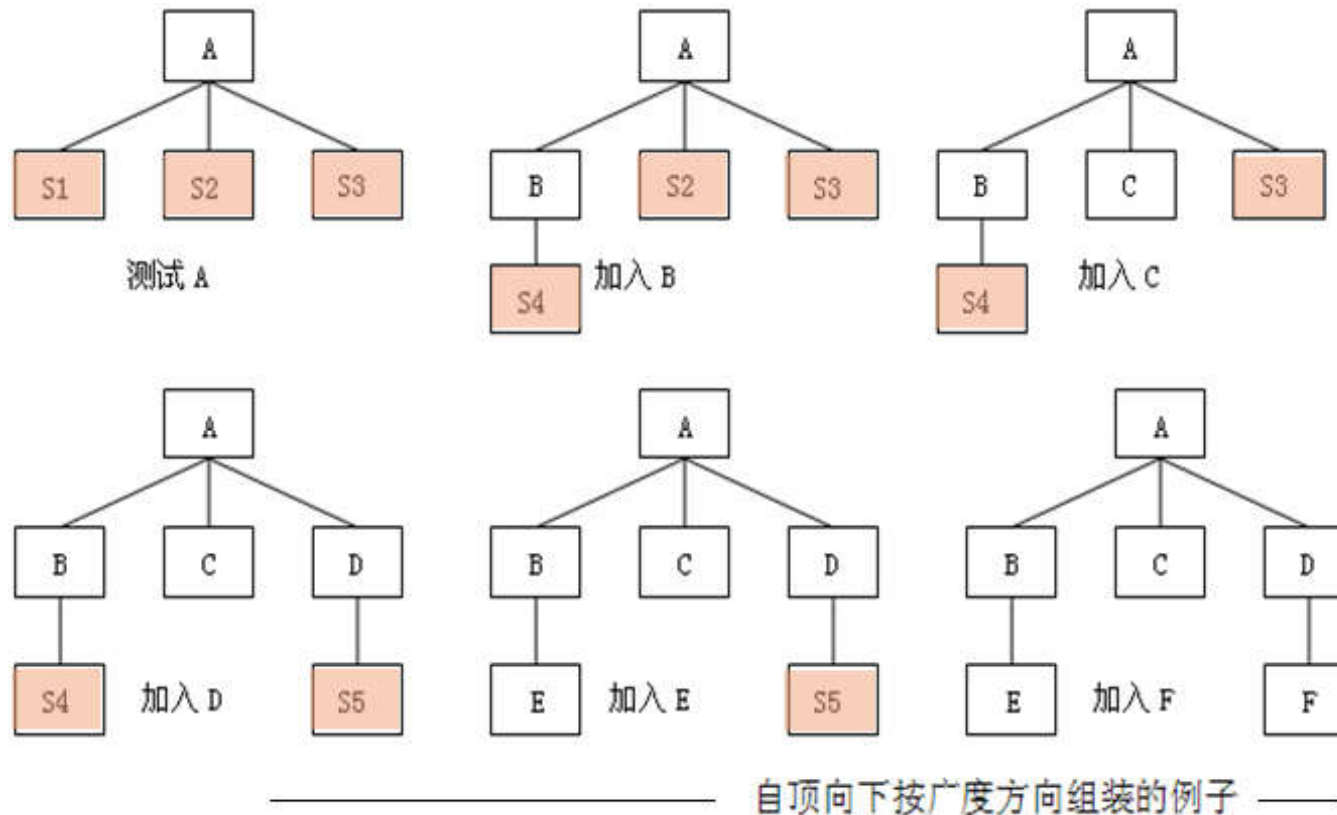 A A A
S1 S2 S3 B S2 S3 B C S3
测试 A 加入 B 加入 C
S4 S4
A A A
B C D B C D B C D
S4 加入 D S5 E 加入 E S5 E 加入 F F
自顶向下按广度方向组装的例子